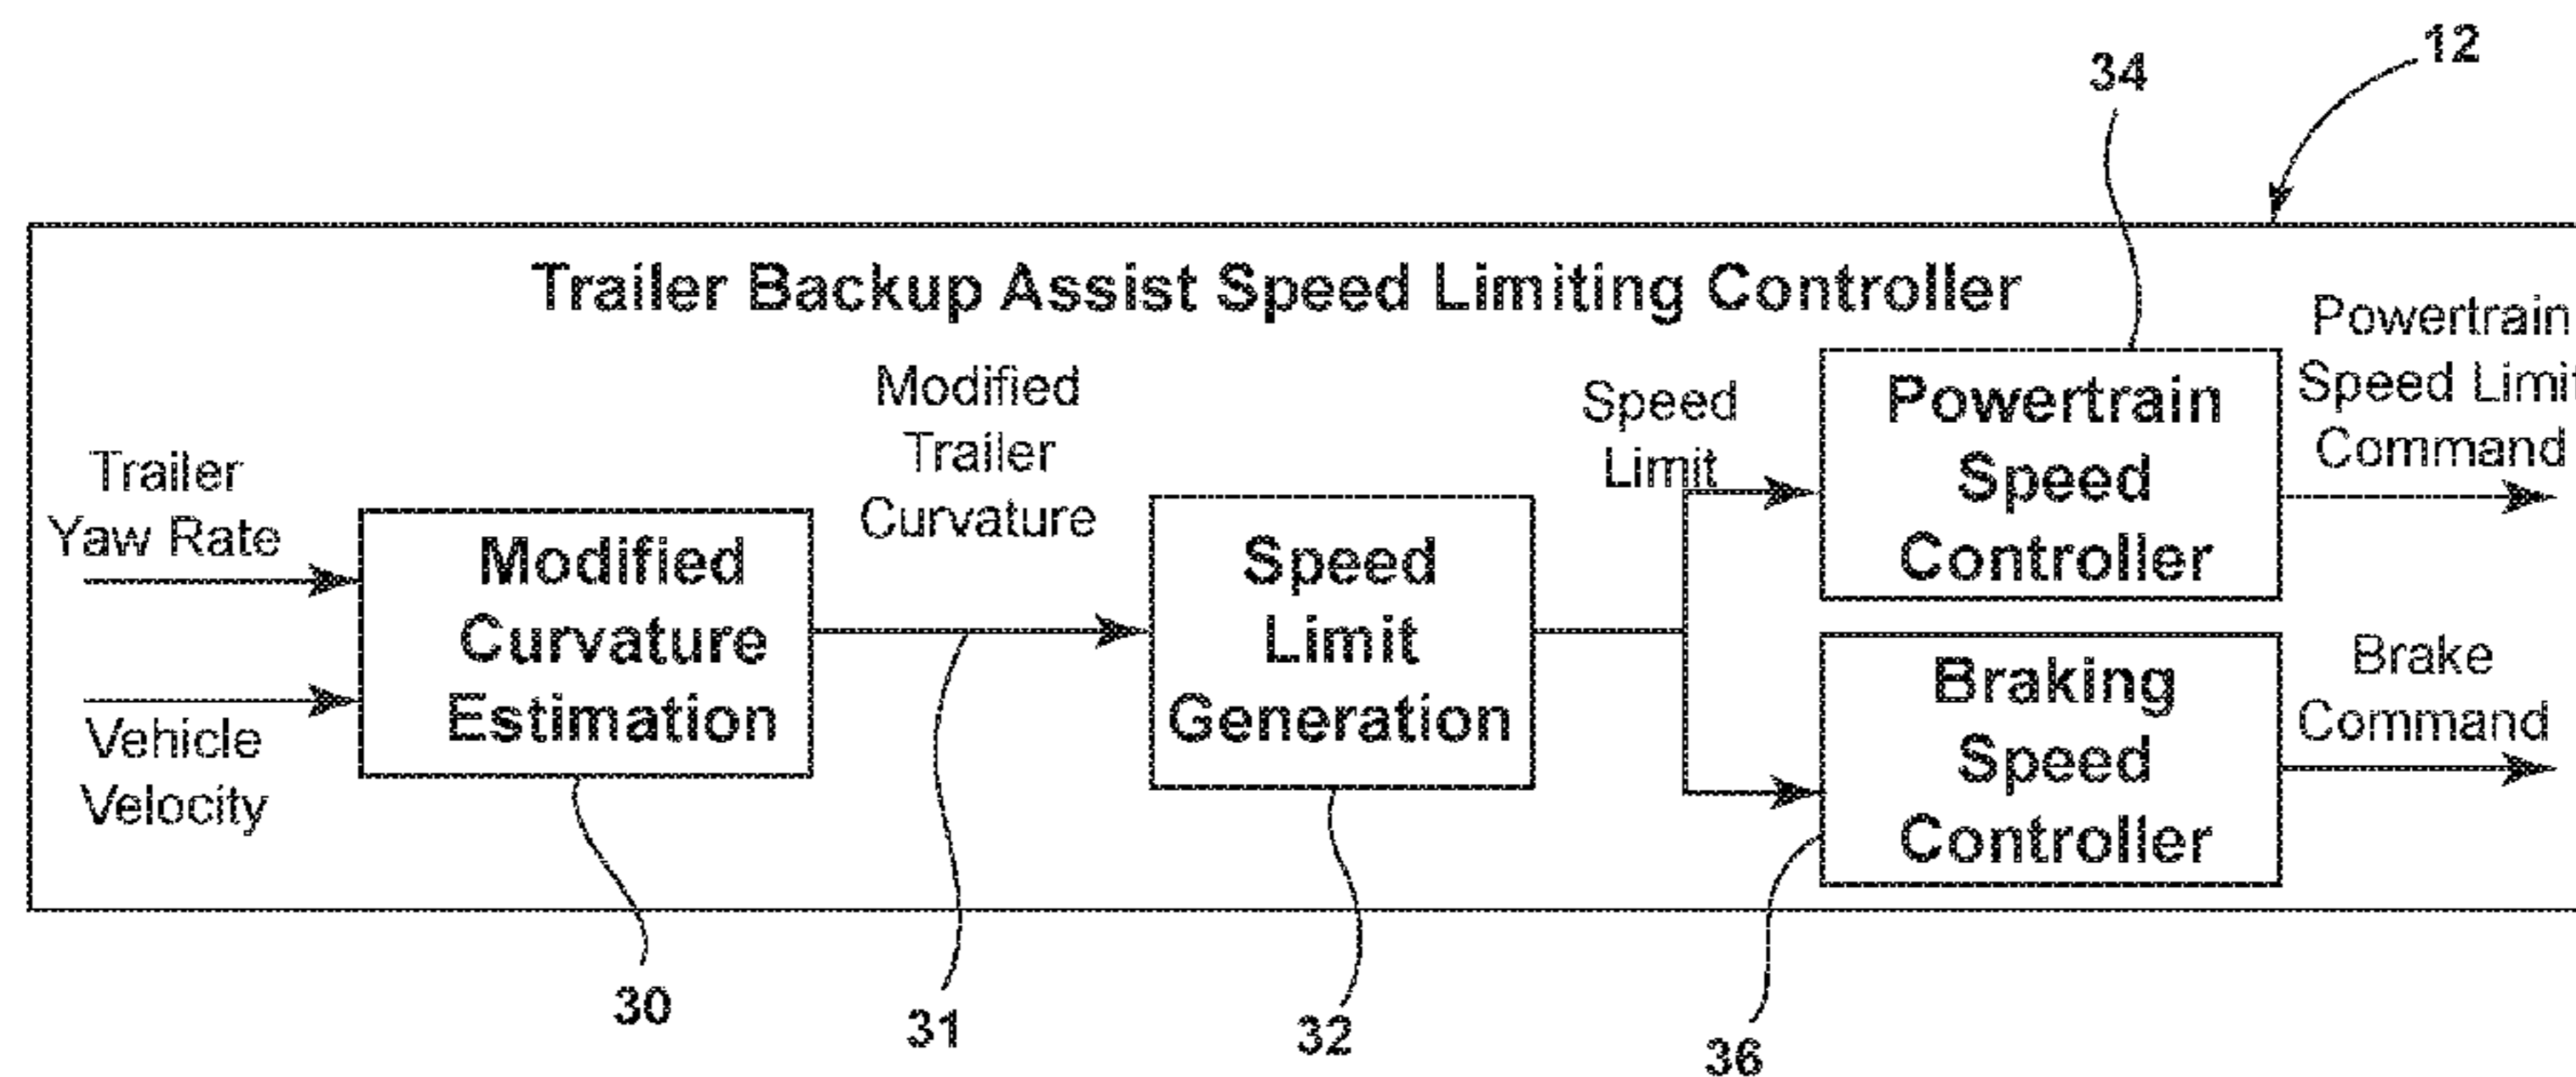 12
34
Trailer Backup Assist Speed Limiting Controller
Trailer
Yaw Rate
Vehicle
Velocity
Modified
Curvature
Estimation
Modified
Trailer
Curvature
Speed
Limit
Generation
Speed
Limit
Powertrain
Speed
Controller
Powertrain
Speed Limit
Command
Braking
Speed
Controller
Brake
Command
30
31
32
36